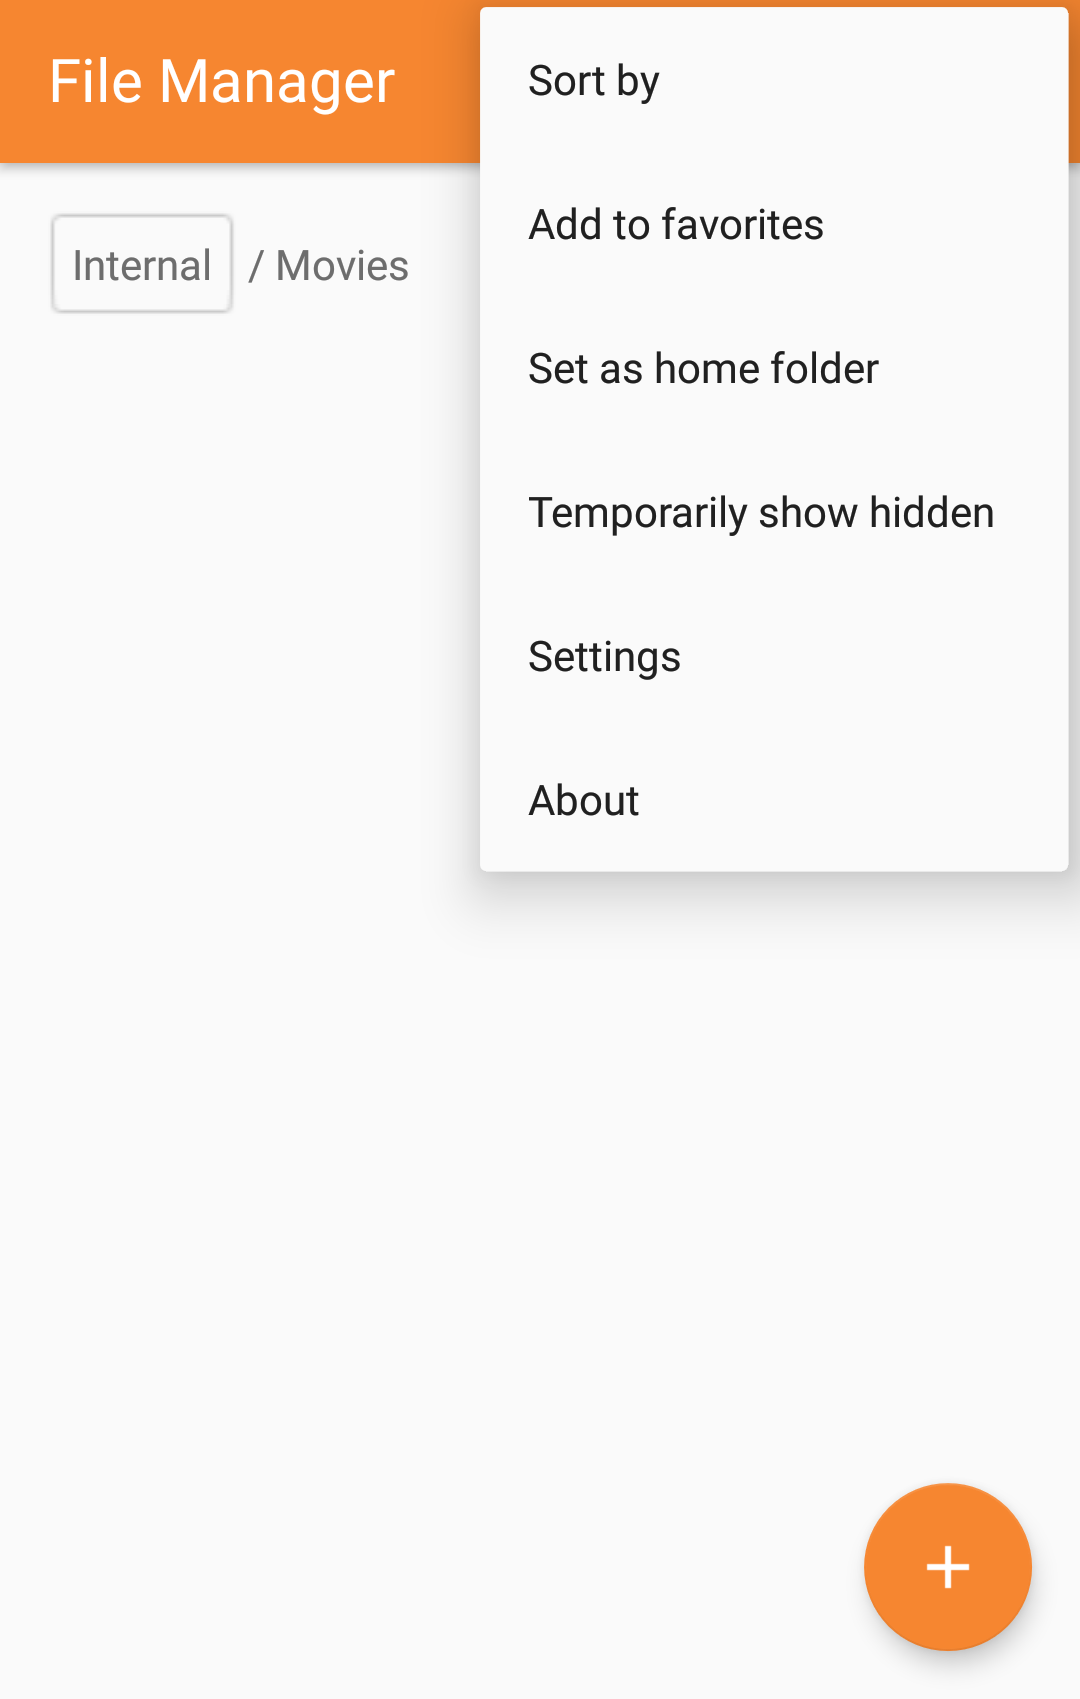 File Manager
Internal / Movies
Sort by
Add to favorites
Set as home folder
Temporarily show hidden
Settings
About